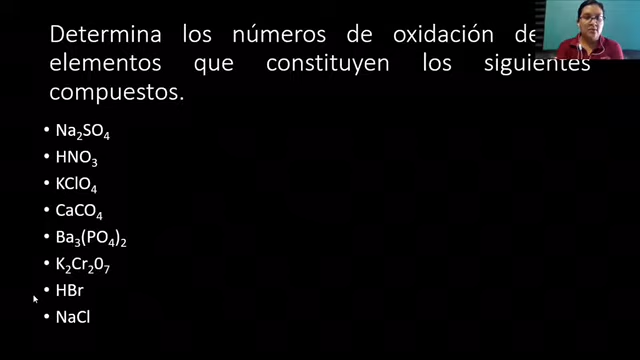 Determina los números de oxidación de
elementos que constituyen los siguientes
compuestos.
• Na₂SO₄
• HNO₃
• KClO₄
• CaCO₄
• Ba₃(PO₄)₂
• K₂Cr₂0₇
• HBr
• NaCl